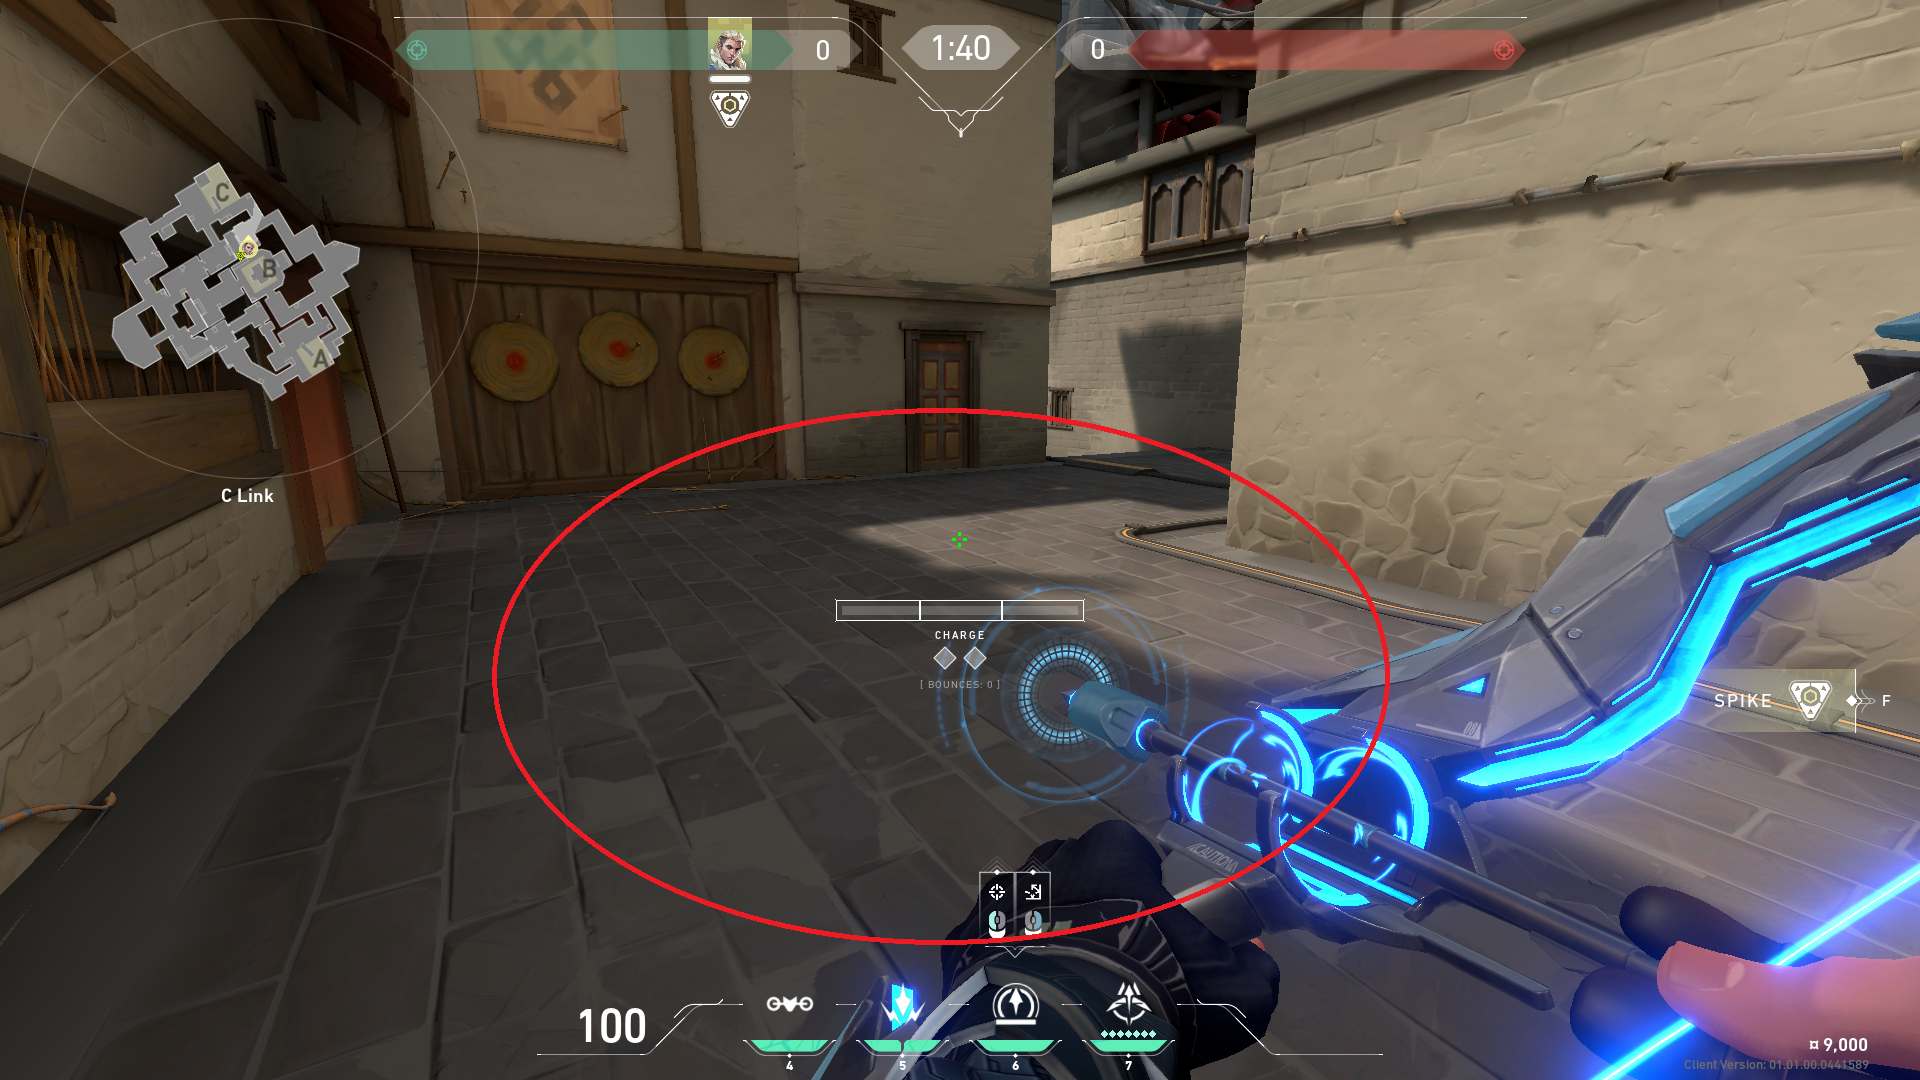 0
1:40
0
C
B
A
C Link
CHARGE
[ BOUNCES: 0 ]
SPIKE
F
CAUTION
100
4
5
6
7
¤ 9,000
Client Version: 01.01.00.0441589